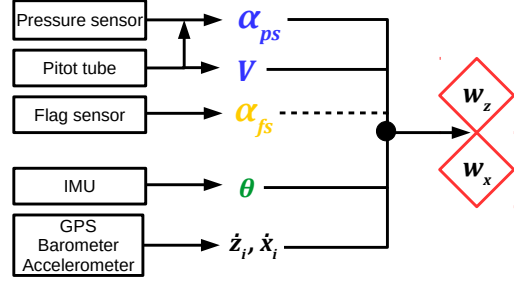 Pressure sensor
α_ps
Pitot tube
V
w_z
Flag sensor
α_fs
w_x
IMU
θ
GPS
Barometer
Accelerometer
ż_i, ẋ_i